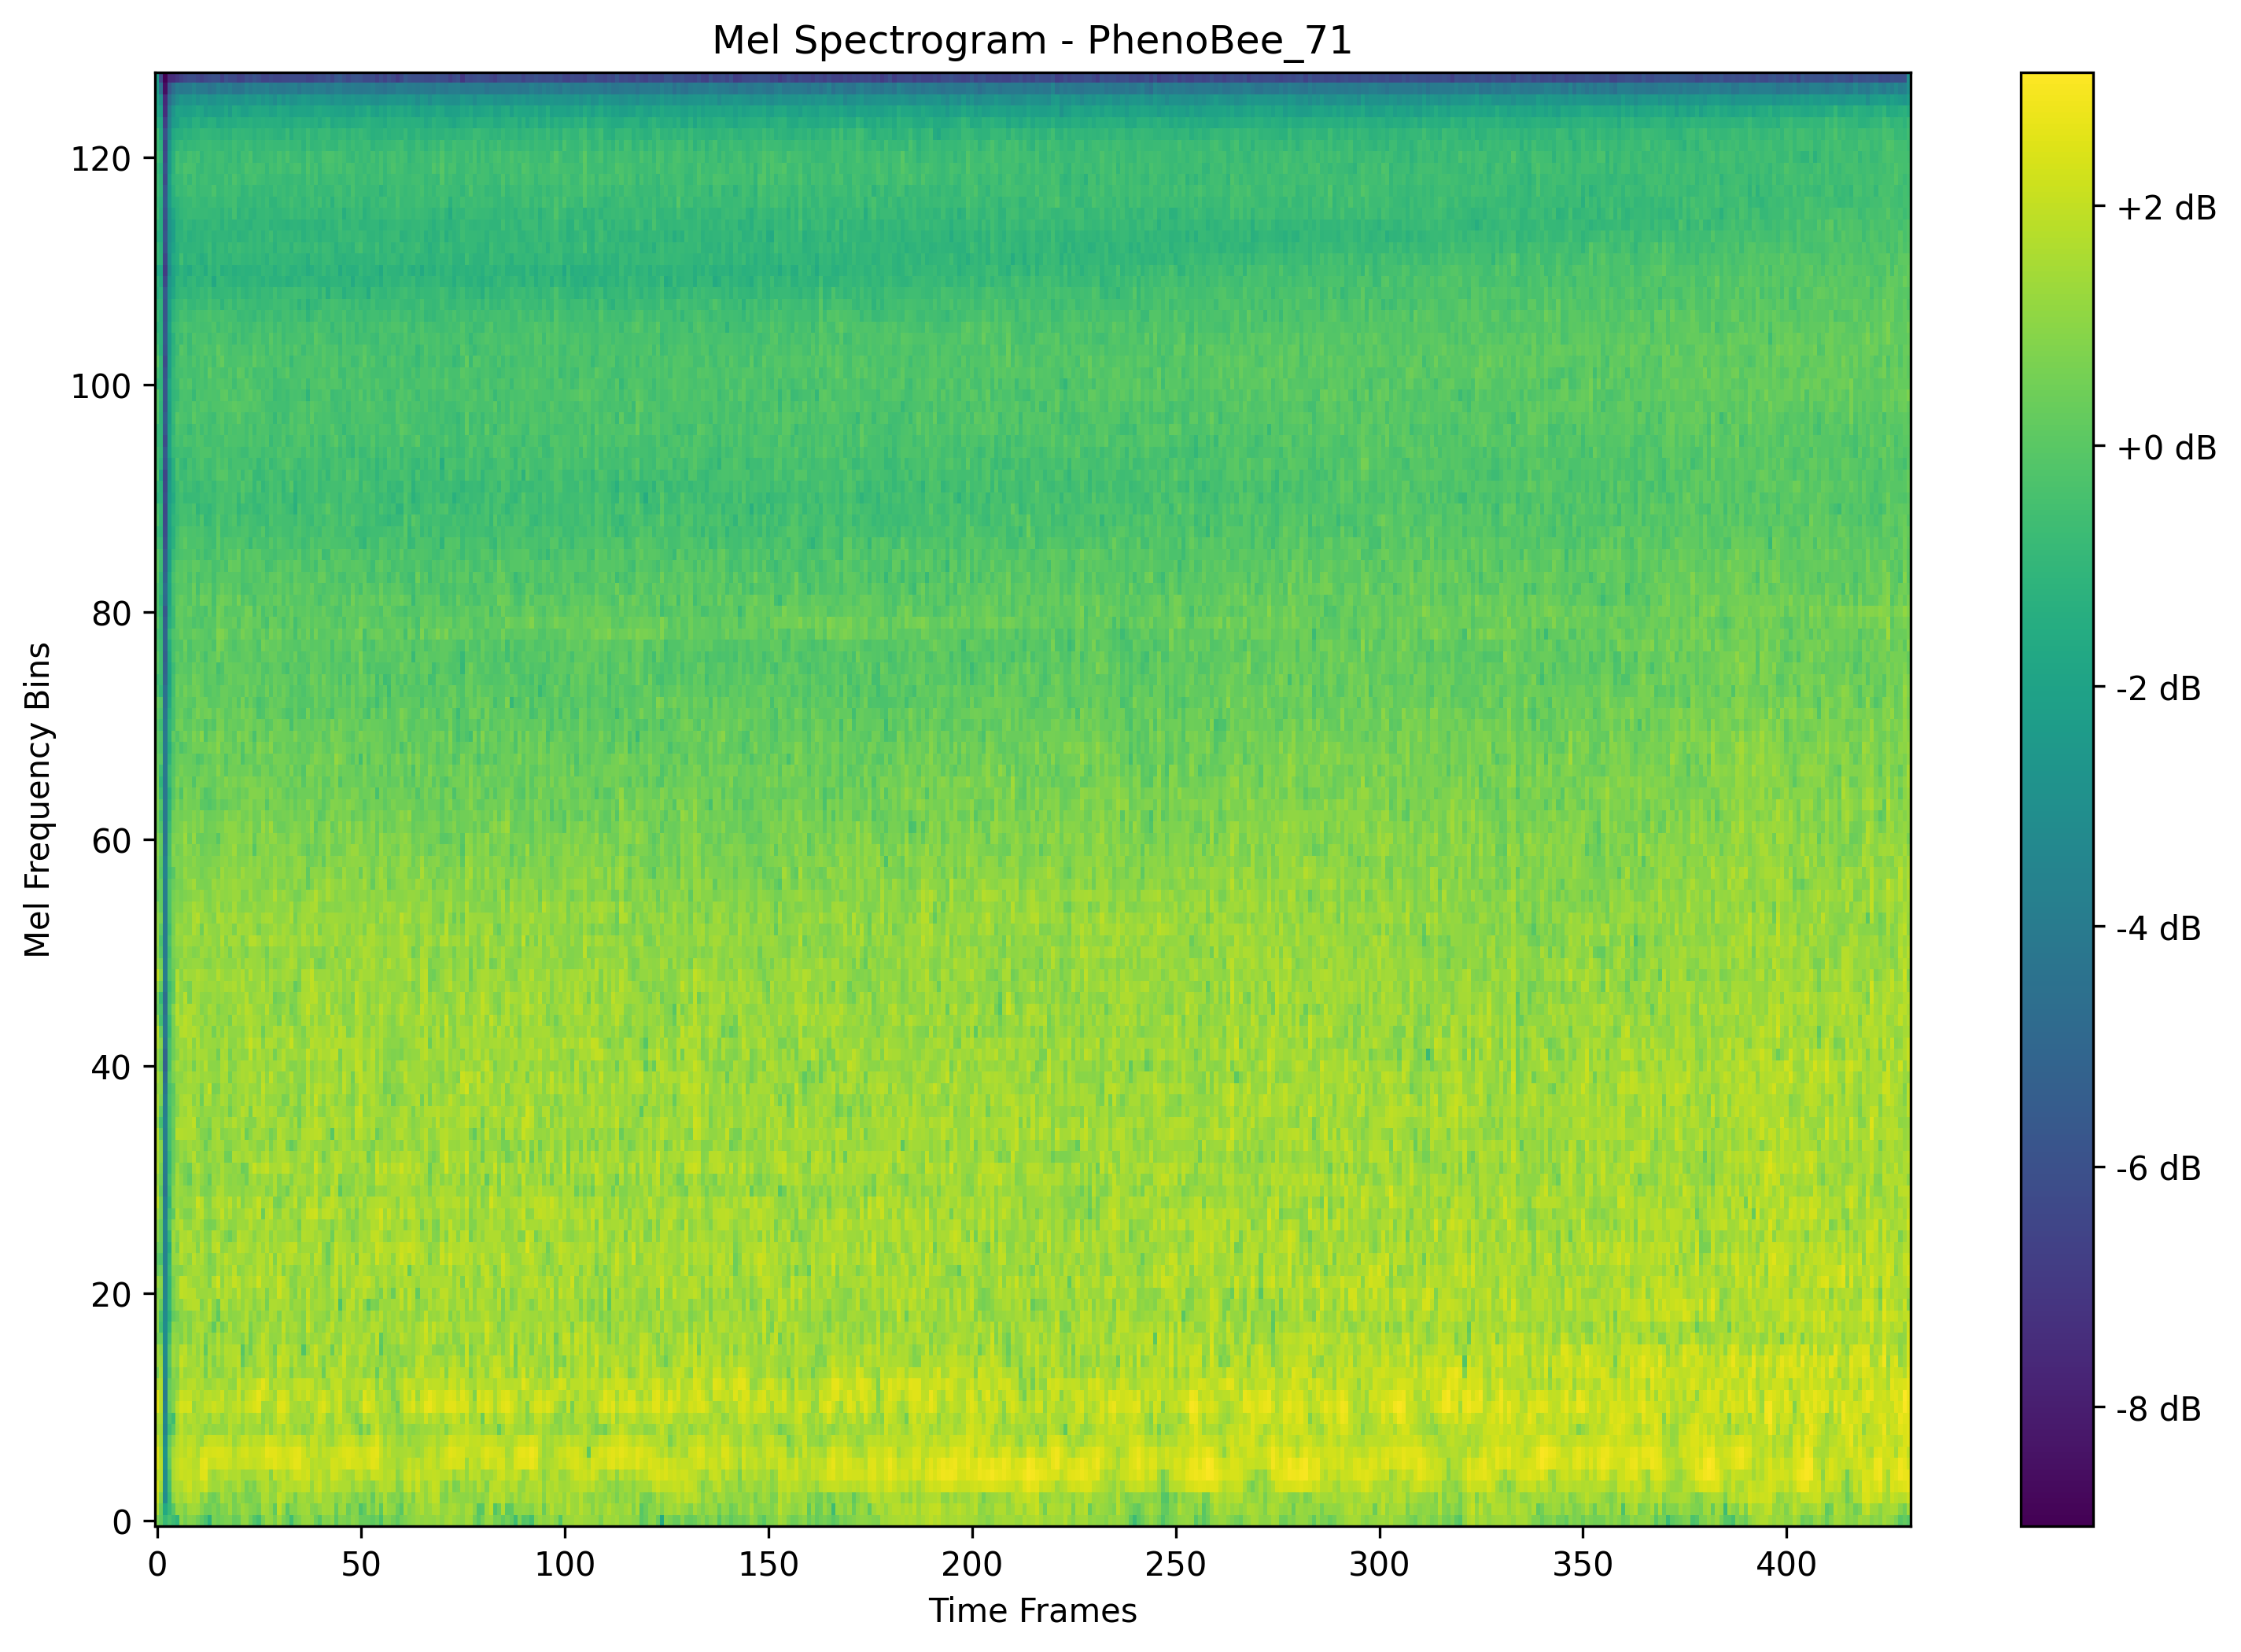 Mel Spectrogram - PhenoBee_71
Mel Frequency Bins
120
100
80
60
40
20
0
0 50 100 150 200 250 300 350 400
Time Frames
+2 dB
+0 dB
-2 dB
-4 dB
-6 dB
-8 dB